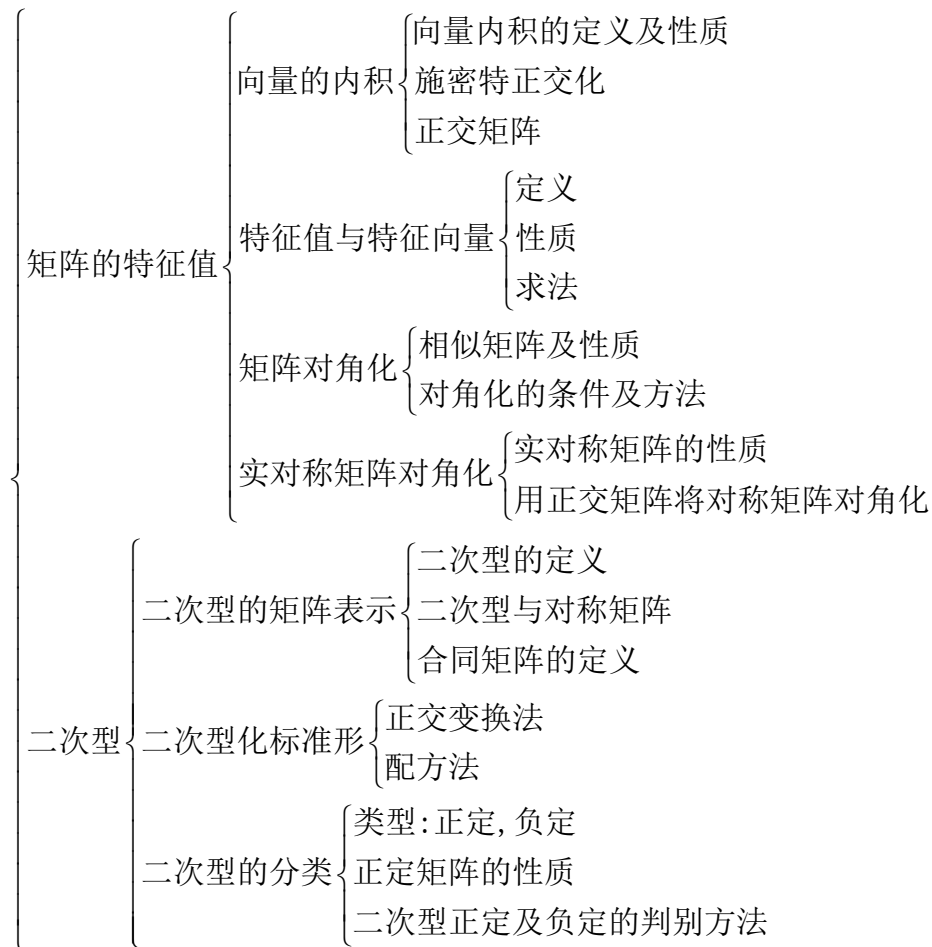 矩阵的特征值
向量的内积
向量内积的定义及性质
施密特正交化
正交矩阵
特征值与特征向量
定义
性质
求法
矩阵对角化
相似矩阵及性质
对角化的条件及方法
实对称矩阵对角化
实对称矩阵的性质
用正交矩阵将对称矩阵对角化
二次型
二次型的矩阵表示
二次型的定义
二次型与对称矩阵
合同矩阵的定义
二次型化标准形
正交变换法
配方法
二次型的分类
类型:正定,负定
正定矩阵的性质
二次型正定及负定的判别方法